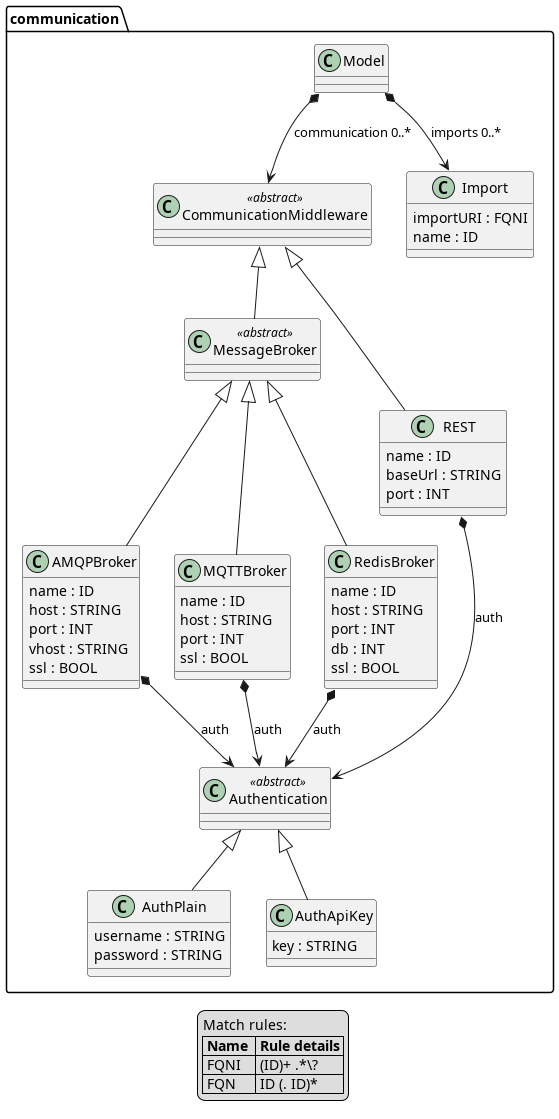 communication
C Model
communication 0..*
imports 0..*
C «abstract»
CommunicationMiddleware
C Import
importURI : FQNI
name : ID
C «abstract»
MessageBroker
C REST
name : ID
baseUrl : STRING
port : INT
C AMQPBroker
name : ID
host : STRING
port : INT
vhost : STRING
ssl : BOOL
C MQTTBroker
name : ID
host : STRING
port : INT
ssl : BOOL
C RedisBroker
name : ID
host : STRING
port : INT
db : INT
ssl : BOOL
auth
auth
auth
auth
C «abstract»
Authentication
C AuthPlain
username : STRING
password : STRING
C AuthApiKey
key : STRING
Match rules:
Name Rule details
FQNI (ID)+ .*\?
FQN ID (. ID)*